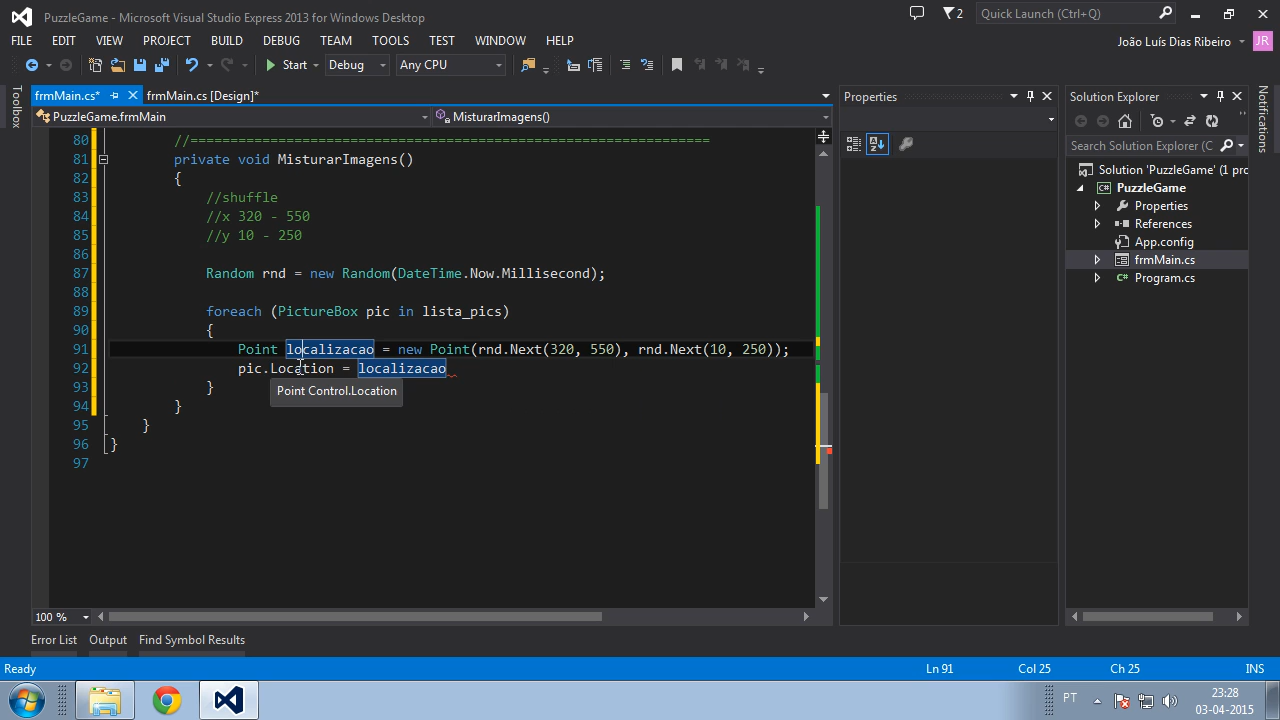 PuzzleGame - Microsoft Visual Studio Express 2013 for Windows Desktop
2
Quick Launch (Ctrl+Q)
FILE EDIT VIEW PROJECT BUILD DEBUG TEAM TOOLS TEST WINDOW HELP
João Luís Dias Ribeiro JR
Start Debug Any CPU
Toolbox
frmMain.cs* frmMain.cs [Design]*
PuzzleGame.frmMain MisturarImagens()
80 //=================================================================
81 private void MisturarImagens()
82 {
83 //shuffle
84 //x 320 - 550
85 //y 10 - 250
86
87 Random rnd = new Random(DateTime.Now.Millisecond);
88
89 foreach (PictureBox pic in lista_pics)
90 {
91 Point localizacao = new Point(rnd.Next(320, 550), rnd.Next(10, 250));
92 pic.Location = localizacao
93 }
Point Control.Location
94 }
95 }
96 }
97
100 %
Properties
Solution Explorer
Search Solution Explorer (C
Solution 'PuzzleGame' (1 prc
PuzzleGame
Properties
References
App.config
frmMain.cs
Program.cs
Notifications
Error List Output Find Symbol Results
Ready Ln 91 Col 25 Ch 25 INS
PT
23:28
03-04-2015